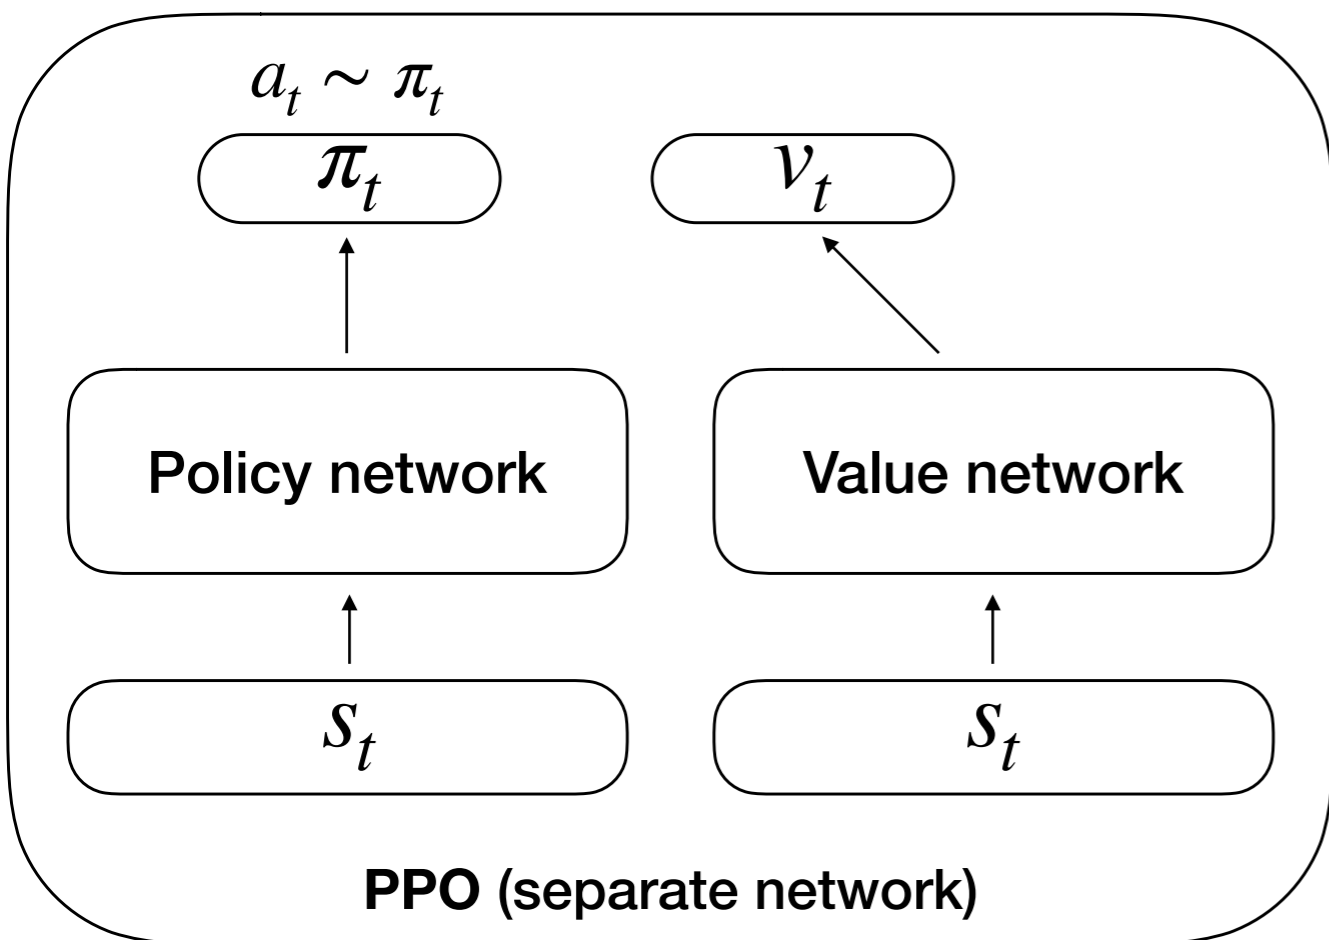 a_t ~ π_t
π_t
v_t
Policy network
Value network
s_t
s_t
PPO (separate network)